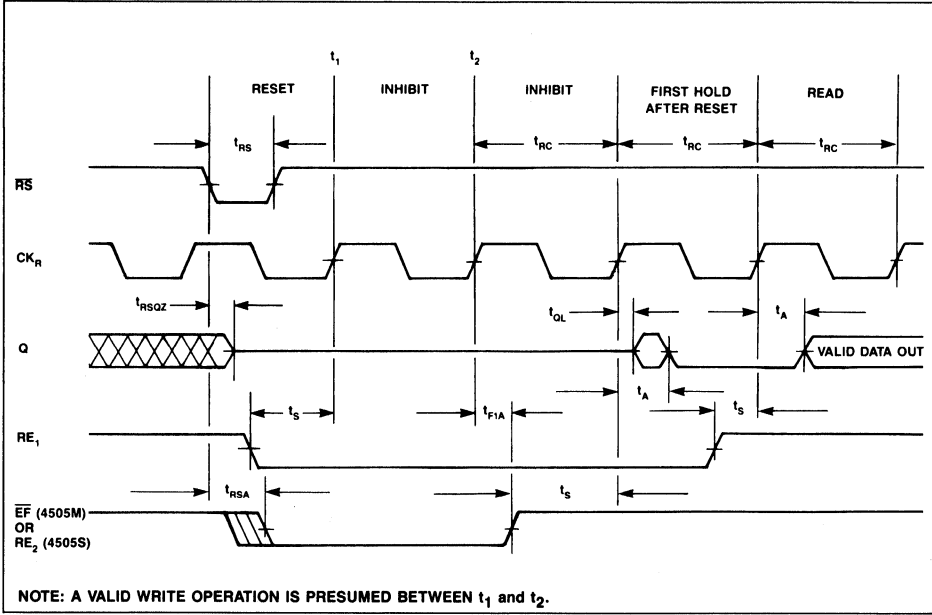 t1 t2
RESET INHIBIT INHIBIT FIRST HOLD READ
AFTER RESET
tRS tRC tRC tRC
RS
CKR
tRSQZ tQL tA
Q VALID DATA OUT
tS tF1A tA tS
RE1
tRSA tS
EF (4505M)
OR
RE2 (4505S)
NOTE: A VALID WRITE OPERATION IS PRESUMED BETWEEN t1 and t2.